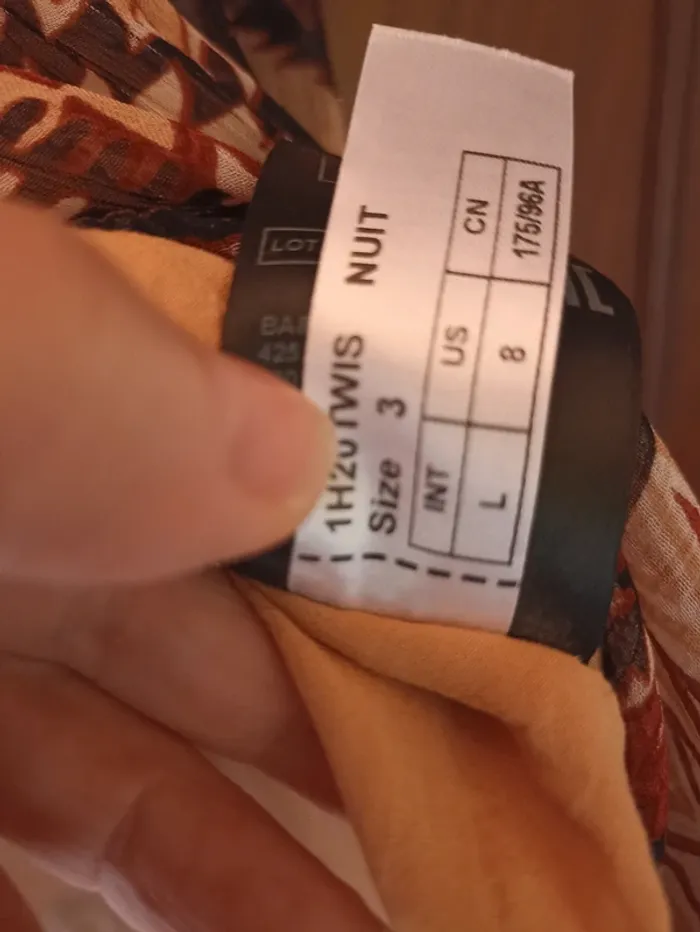 1H20TWIS NUIT
Size 3
INT US CN
L 8 175/96A
LOT